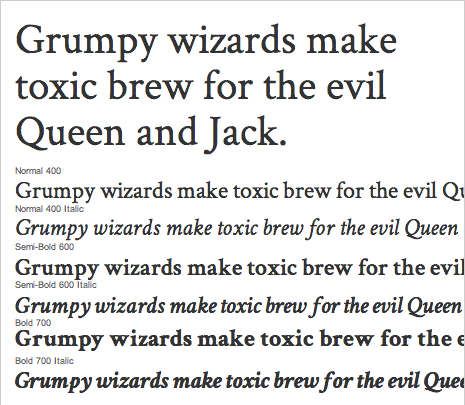 Grumpy wizards make
toxic brew for the evil
Queen and Jack.
Normal 400
Grumpy wizards make toxic brew for the evil
Normal 400 Italic
Grumpy wizards make toxic brew for the evil Queen
Semi-Bold 600
Grumpy wizards make toxic brew for the evil
Semi-Bold 600 Italic
Grumpy wizards make toxic brew for the evil Queen
Bold 700
Grumpy wizards make toxic brew for the
Bold 700 Italic
Grumpy wizards make toxic brew for the evil